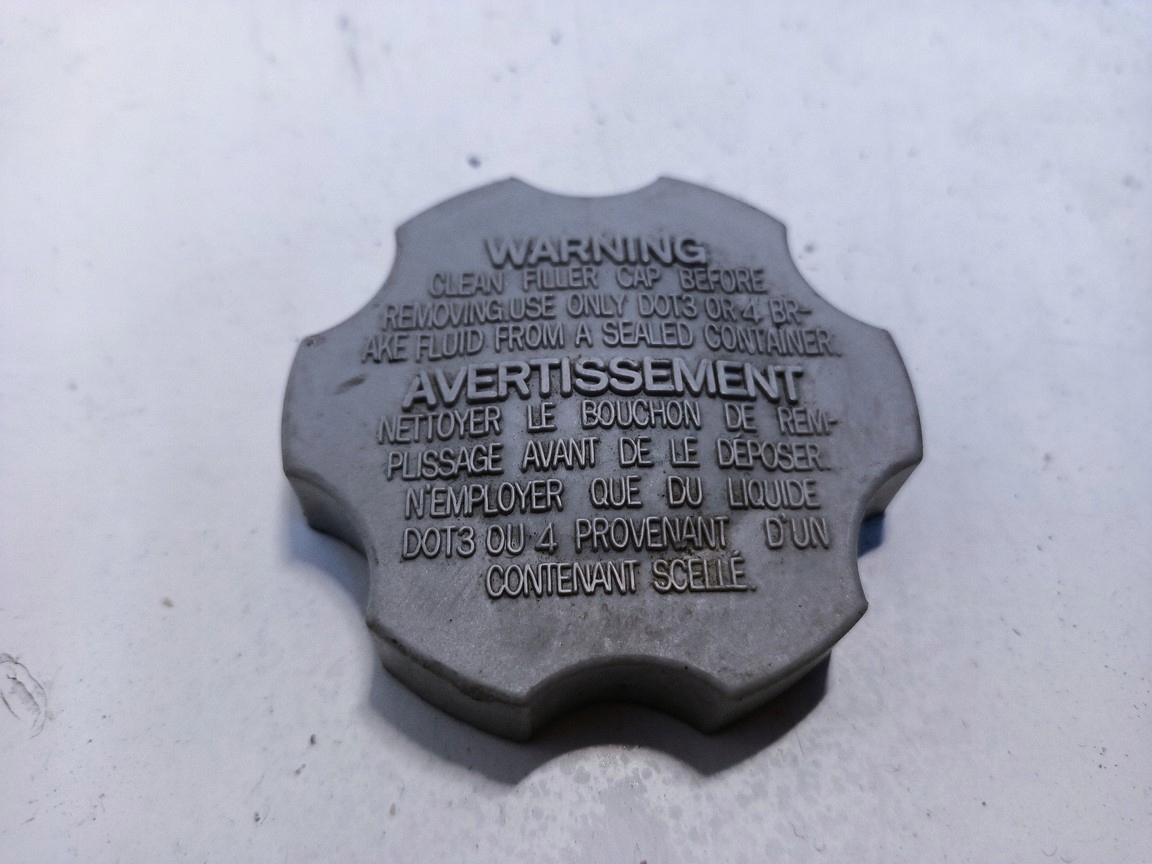 WARNING
CLEAN FILLER CAP BEFORE
REMOVING.USE ONLY DOT3 OR 4 BR-
AKE FLUID FROM A SEALED CONTAINER.
AVERTISSEMENT
NETTOYER LE BOUCHON DE REM-
PLISSAGE AVANT DE LE DÉPOSER.
N'EMPLOYER QUE DU LIQUIDE
DOT3 OU 4 PROVENANT D'UN
CONTENANT SCELLÉ.